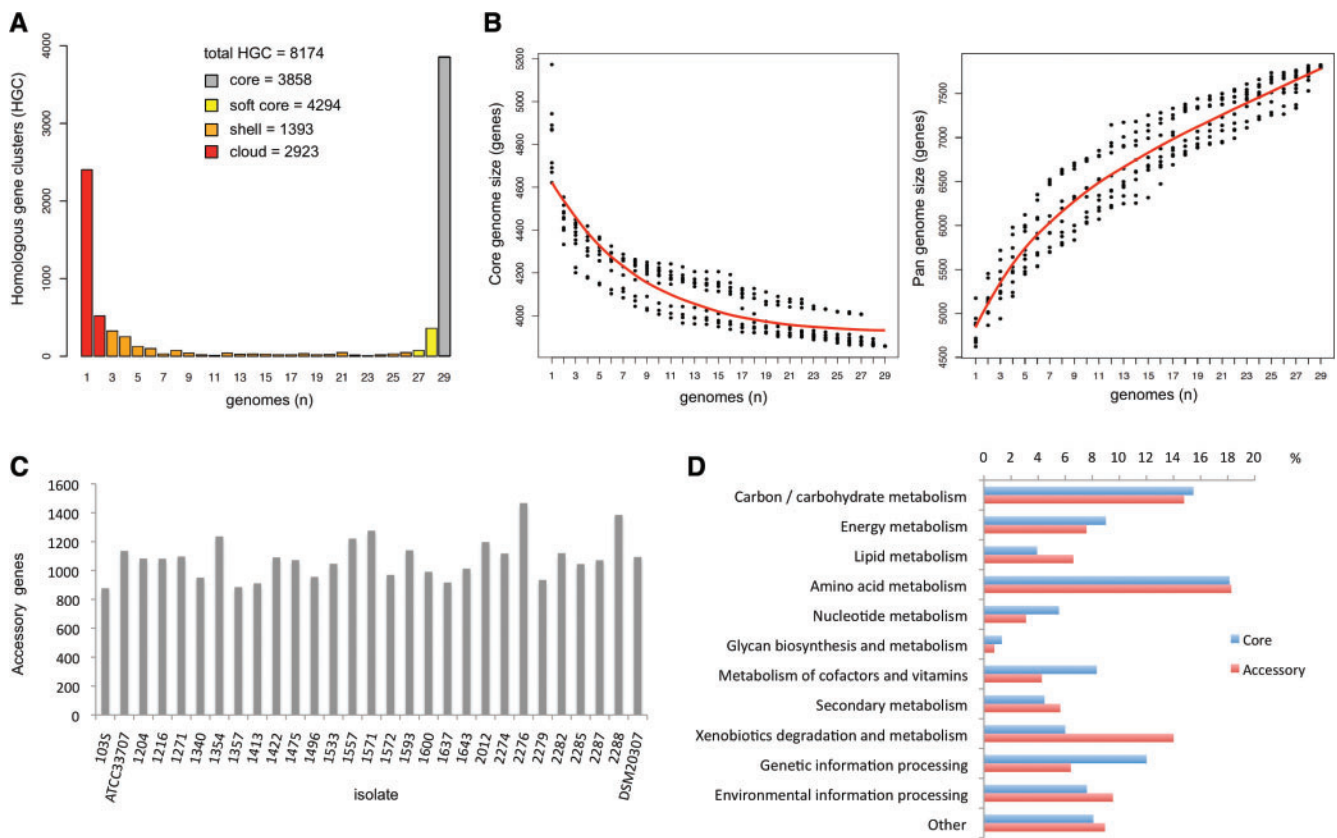 A
total HGC = 8174
core = 3858
soft core = 4294
shell = 1393
cloud = 2923
Homologous gene clusters (HGC)
0 1000 2000 3000 4000
1 3 5 7 9 11 13 15 17 19 21 23 25 27 29
genomes (n)
B
Core genome size (genes)
5200
5000
4800
4600
4400
4200
4000
1 3 5 7 9 11 13 15 17 19 21 23 25 27 29
genomes (n)
Pan genome size (genes)
7500
7000
6500
6000
5500
5000
4500
1 3 5 7 9 11 13 15 17 19 21 23 25 27 29
genomes (n)
C
Accessory genes
1600
1400
1200
1000
800
600
400
200
0
1035
ATCC33707
1204
1216
1271
1340
1354
1357
1413
1422
1475
1496
1533
1557
1571
1572
1593
1600
1637
1643
2012
2274
2276
2279
2282
2285
2287
2288
DSM20307
isolate
D
0 2 4 6 8 10 12 14 16 18 20 %
Carbon / carbohydrate metabolism
Energy metabolism
Lipid metabolism
Amino acid metabolism
Nucleotide metabolism
Glycan biosynthesis and metabolism
Metabolism of cofactors and vitamins
Secondary metabolism
Xenobiotics degradation and metabolism
Genetic information processing
Environmental information processing
Other
Core
Accessory